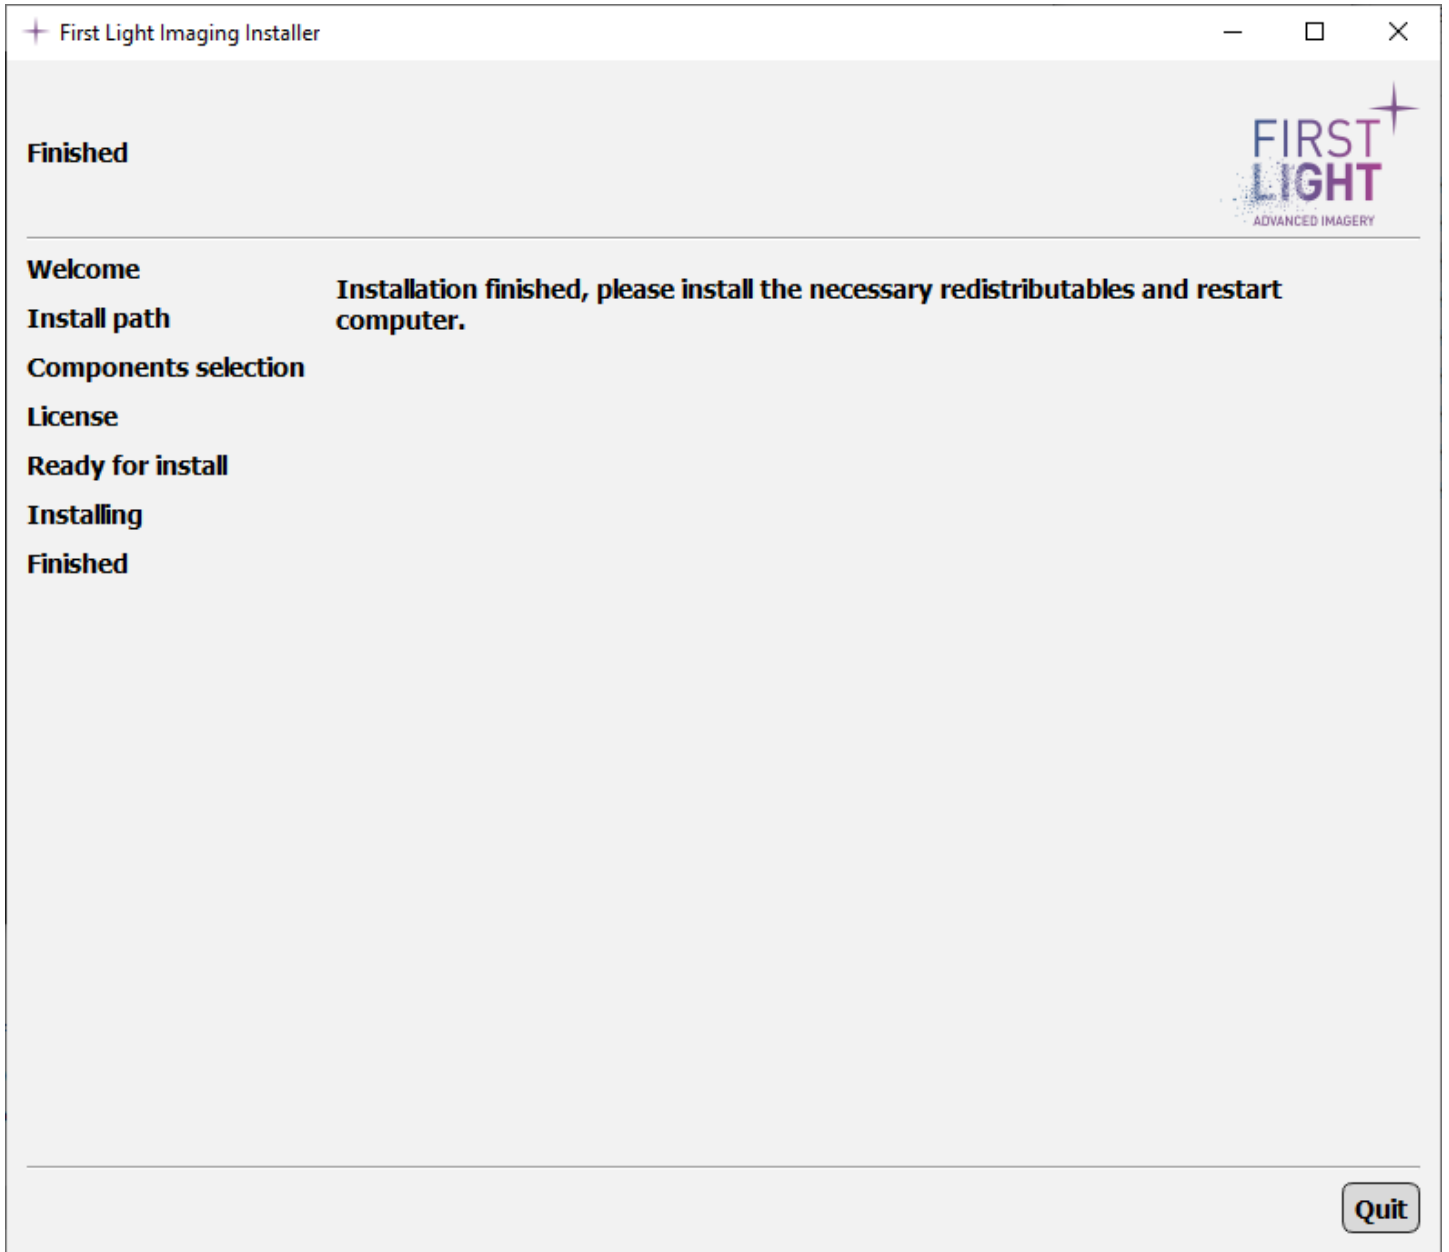 First Light Imaging Installer
Finished
FIRST
LIGHT
ADVANCED IMAGERY
Welcome
Install path
Components selection
License
Ready for install
Installing
Finished
Installation finished, please install the necessary redistributables and restart
computer.
Quit